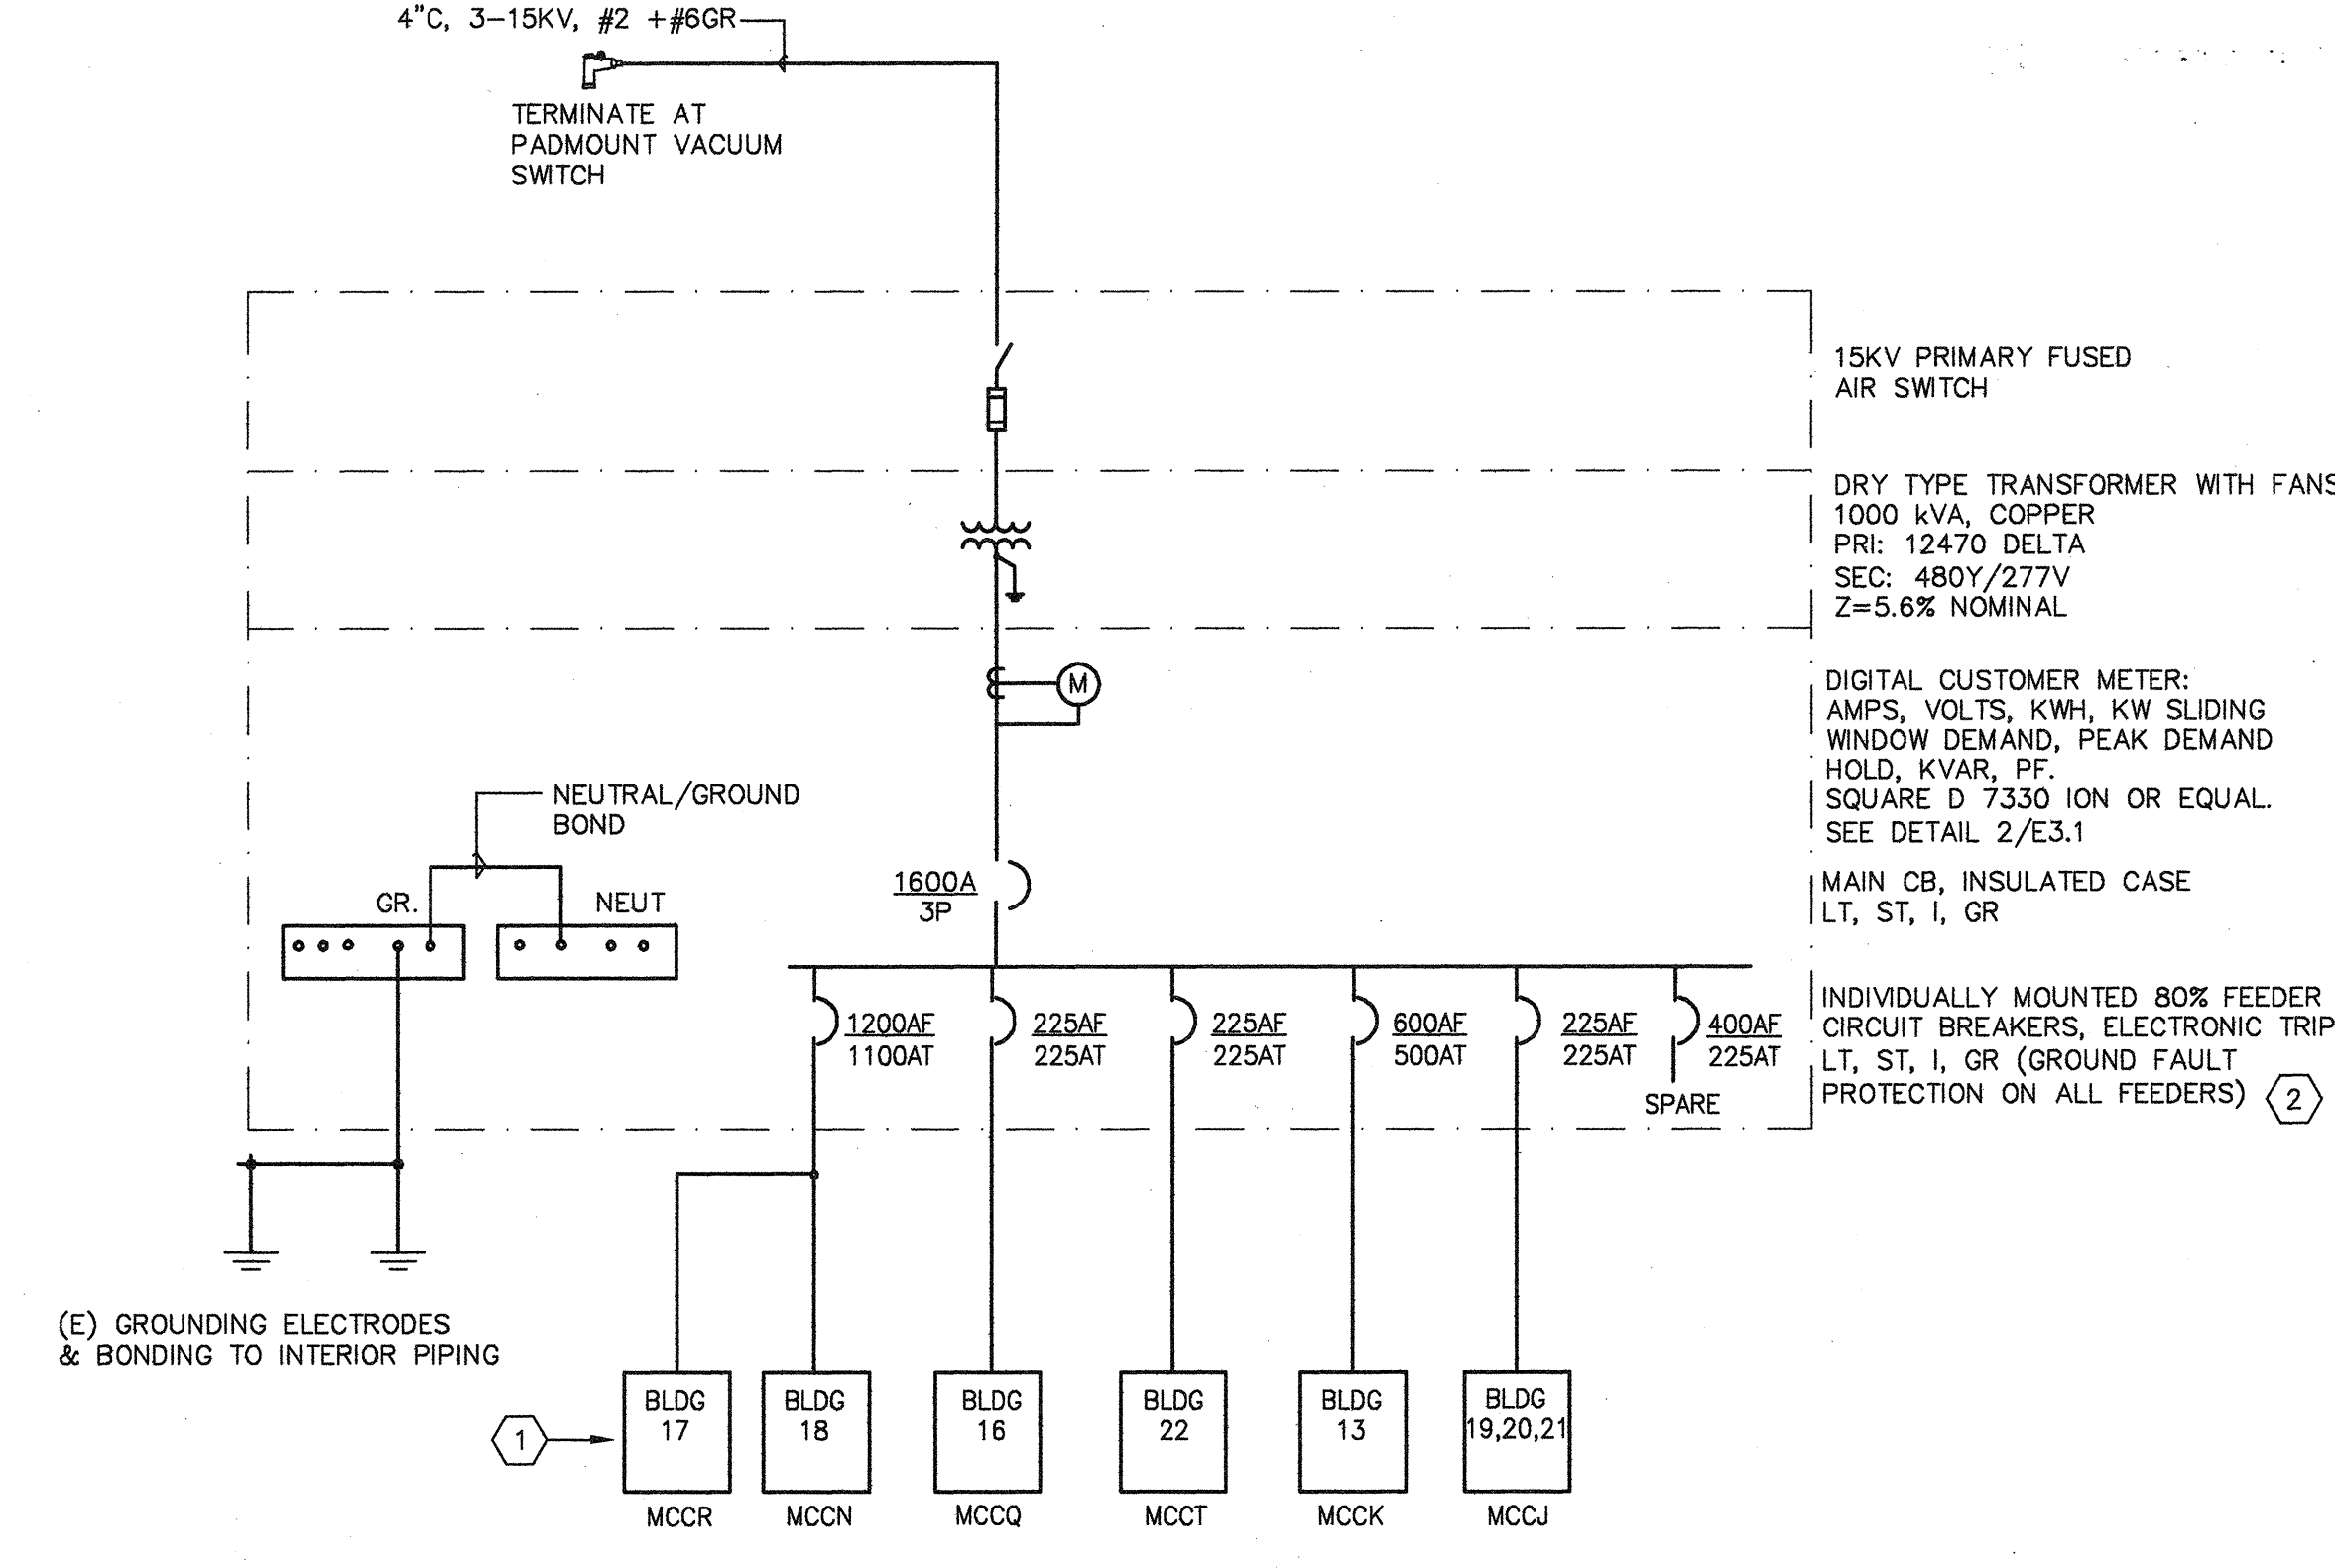 4"C, 3-15KV, #2 +#6GR
TERMINATE AT
PADMOUNT VACUUM
SWITCH
15KV PRIMARY FUSED
AIR SWITCH
DRY TYPE TRANSFORMER WITH FANS
1000 kVA, COPPER
PRI: 12470 DELTA
SEC: 480Y/277V
Z=5.6% NOMINAL
M
DIGITAL CUSTOMER METER:
AMPS, VOLTS, KWH, KW SLIDING
WINDOW DEMAND, PEAK DEMAND
HOLD, KVAR, PF.
SQUARE D 7330 ION OR EQUAL.
SEE DETAIL 2/E3.1
NEUTRAL/GROUND
BOND
GR.
NEUT
1600A
3P
MAIN CB, INSULATED CASE
LT, ST, I, GR
1200AF
1100AT
225AF
225AT
225AF
225AT
600AF
500AT
225AF
225AT
400AF
225AT
SPARE
INDIVIDUALLY MOUNTED 80% FEEDER
CIRCUIT BREAKERS, ELECTRONIC TRIP
LT, ST, I, GR (GROUND FAULT
PROTECTION ON ALL FEEDERS)
2
(E) GROUNDING ELECTRODES
& BONDING TO INTERIOR PIPING
1
BLDG
17
MCCR
BLDG
18
MCCN
BLDG
16
MCCQ
BLDG
22
MCCT
BLDG
13
MCCK
BLDG
19,20,21
MCCJ